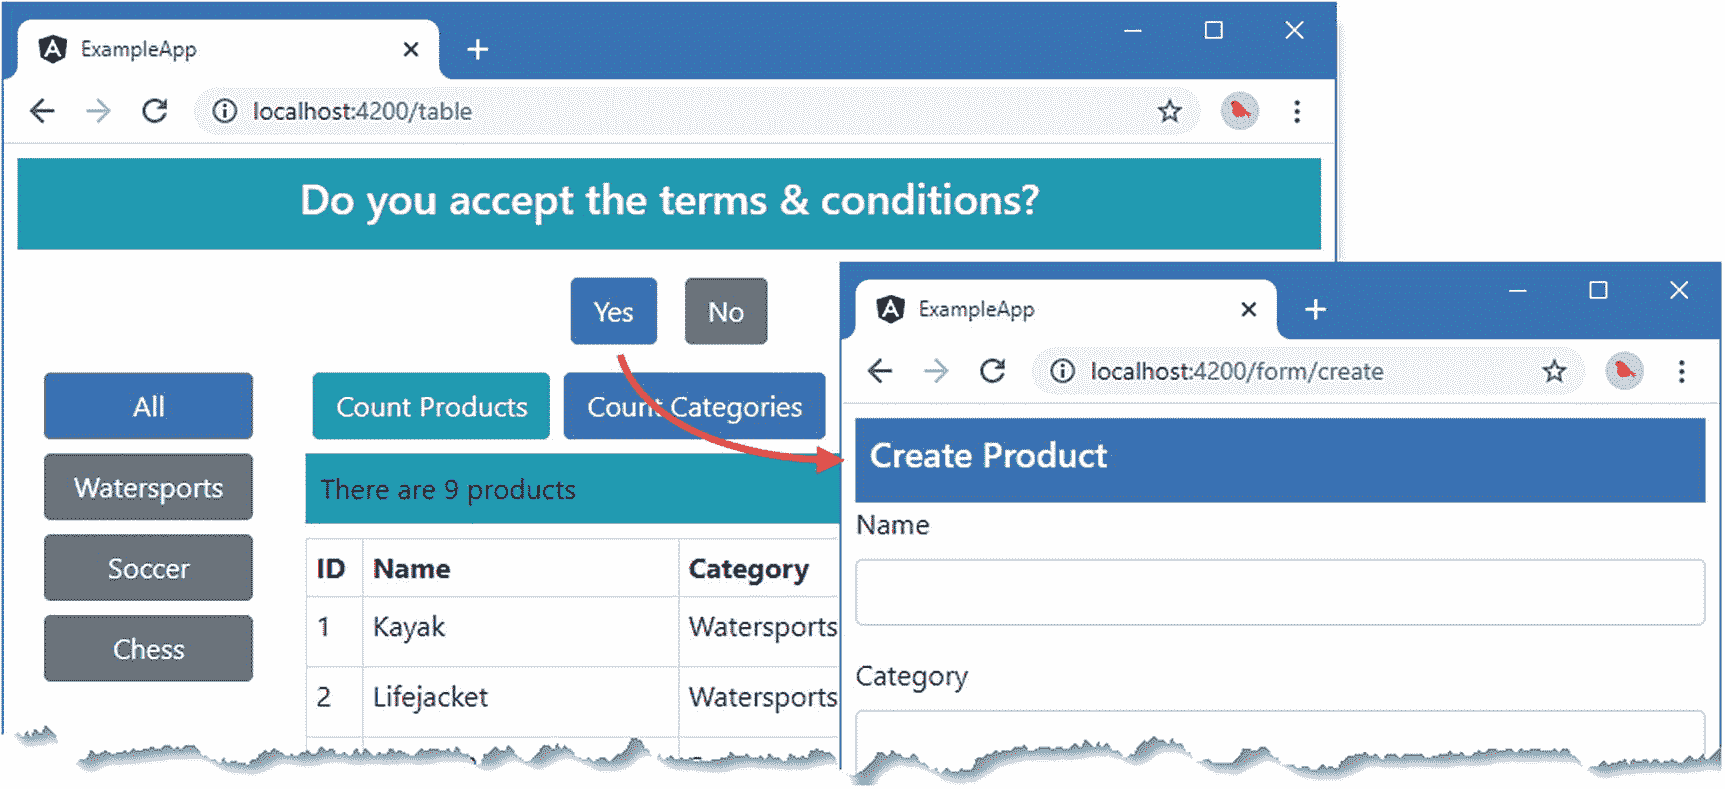 ExampleApp
localhost:4200/table
Do you accept the terms & conditions?
Yes No
All
Watersports
Soccer
Chess
Count Products Count Categories
There are 9 products
ID Name Category
1 Kayak Watersports
2 Lifejacket Watersports
ExampleApp
localhost:4200/form/create
Create Product
Name
Category